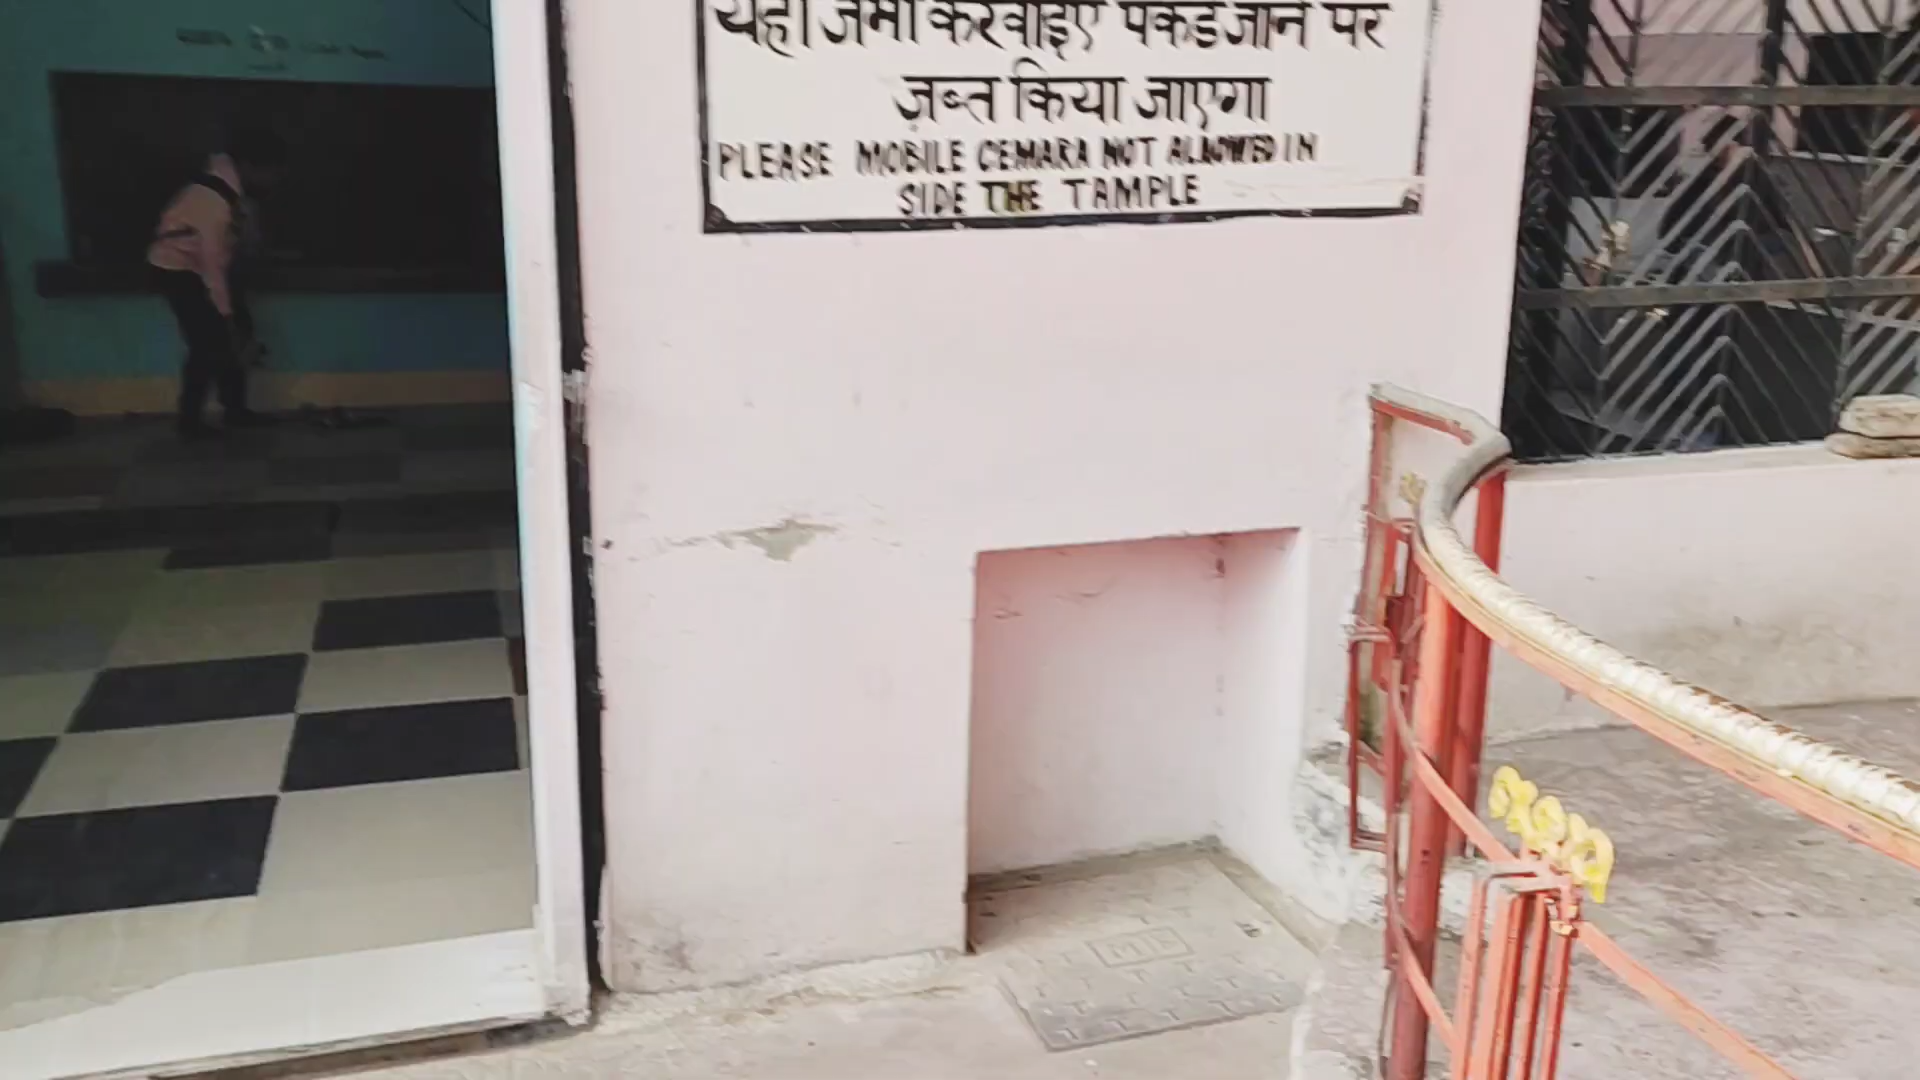 यहाँ जमा करवाइए पकडे जाने पर
ज़ब्त किया जाएगा
PLEASE MOBILE CEMARA NOT ALLOWED IN
SIDE THE TAMPLE